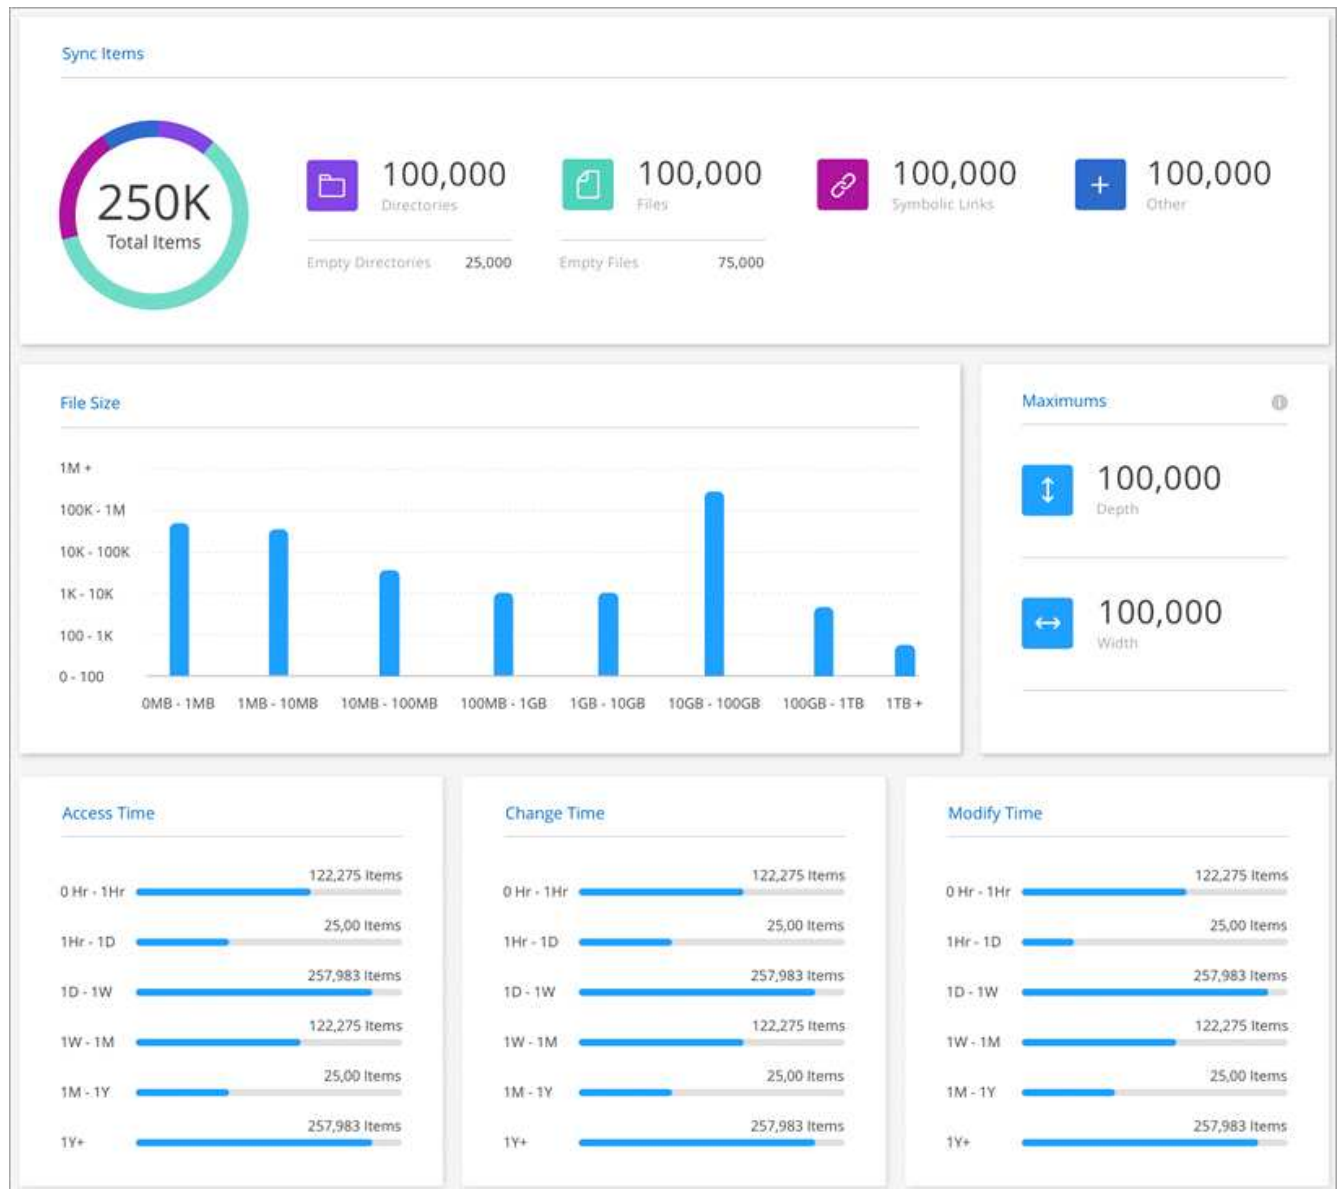 Sync Items
250K
Total Items
100,000
Directories
100,000
Files
100,000
Symbolic Links
100,000
Other
Empty Directories 25,000
Empty Files 75,000
File Size
1M +
100K - 1M
10K - 100K
1K - 10K
100 - 1K
0 - 100
0MB - 1MB 1MB - 10MB 10MB - 100MB 100MB - 1GB 1GB - 10GB 10GB - 100GB 100GB - 1TB 1TB +
Maximums
i
100,000
Depth
100,000
Width
Access Time
122,275 Items
0 Hr - 1Hr
25,00 Items
1Hr - 1D
257,983 Items
1D - 1W
122,275 Items
1W - 1M
25,00 Items
1M - 1Y
257,983 Items
1Y+
Change Time
122,275 Items
0 Hr - 1Hr
25,00 Items
1Hr - 1D
257,983 Items
1D - 1W
122,275 Items
1W - 1M
25,00 Items
1M - 1Y
257,983 Items
1Y+
Modify Time
122,275 Items
0 Hr - 1Hr
25,00 Items
1Hr - 1D
257,983 Items
1D - 1W
122,275 Items
1W - 1M
25,00 Items
1M - 1Y
257,983 Items
1Y+